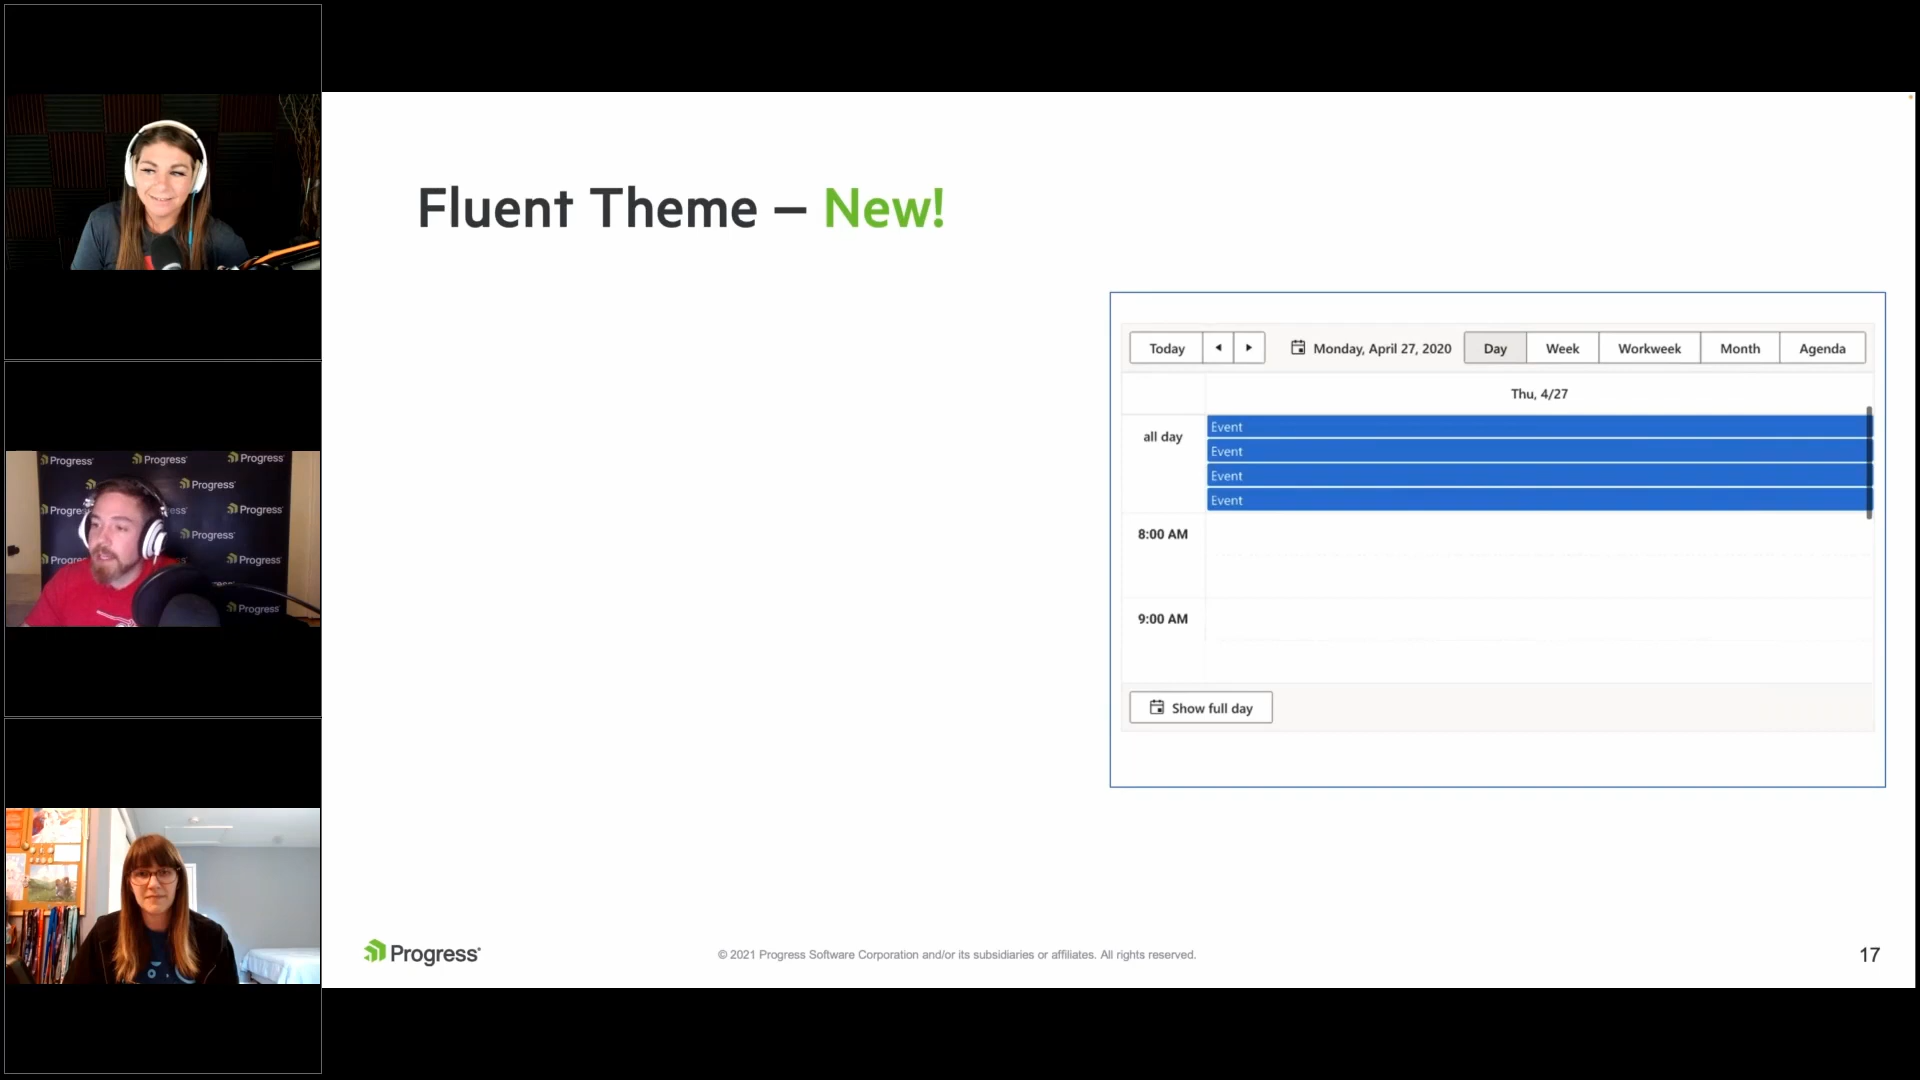 Fluent Theme – New!
Today
Monday, April 27, 2020
Day
Week
Workweek
Month
Agenda
Thu, 4/27
all day
Event
Event
Event
Event
8:00 AM
9:00 AM
Show full day
Progress Progress Progress
Progress
Progress
Progress
Progress
Progress
Progress
Progress
© 2021 Progress Software Corporation and/or its subsidiaries or affiliates. All rights reserved.
17